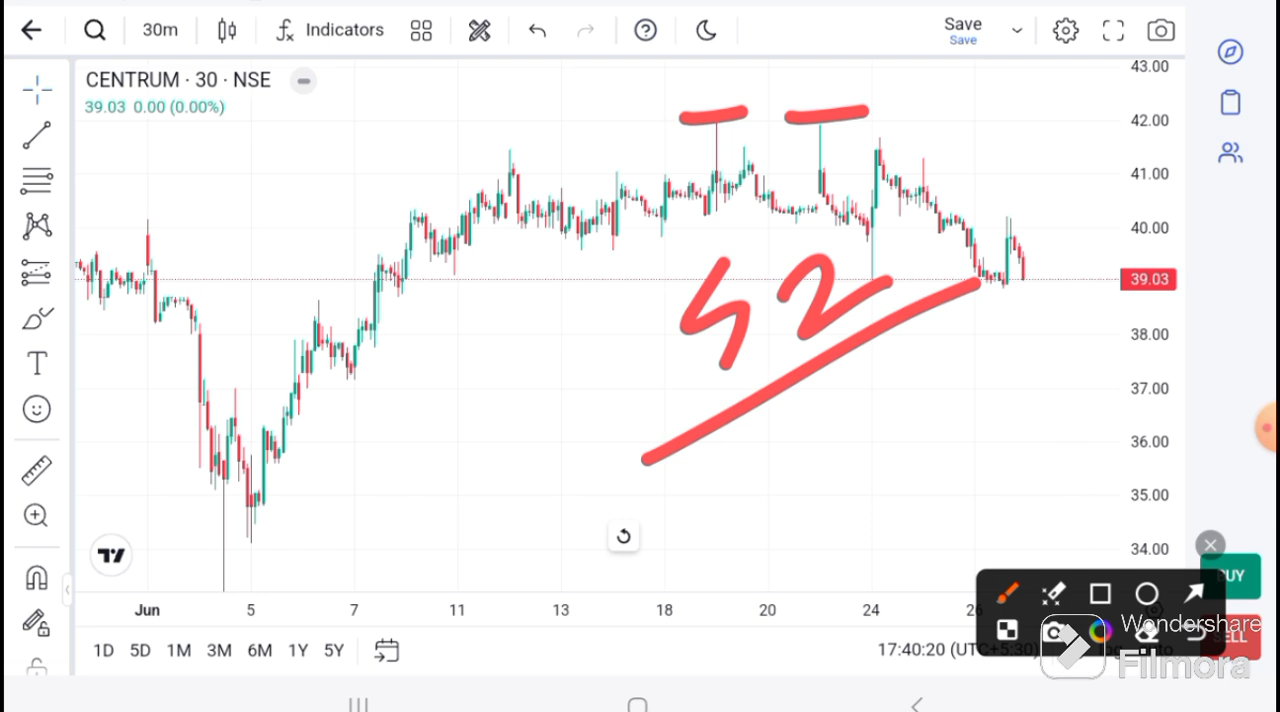 30m Indicators Save
Save
CENTRUM · 30 · NSE
39.03 0.00 (0.00%)
43.00
42.00
41.00
40.00
39.03
38.00
37.00
36.00
35.00
34.00
42
Jun 5 7 11 13 18 20 24 26
1D 5D 1M 3M 6M 1Y 5Y 17:40:20 (UTC+5:30)
BUY
SELL
Wondershare
Filmora